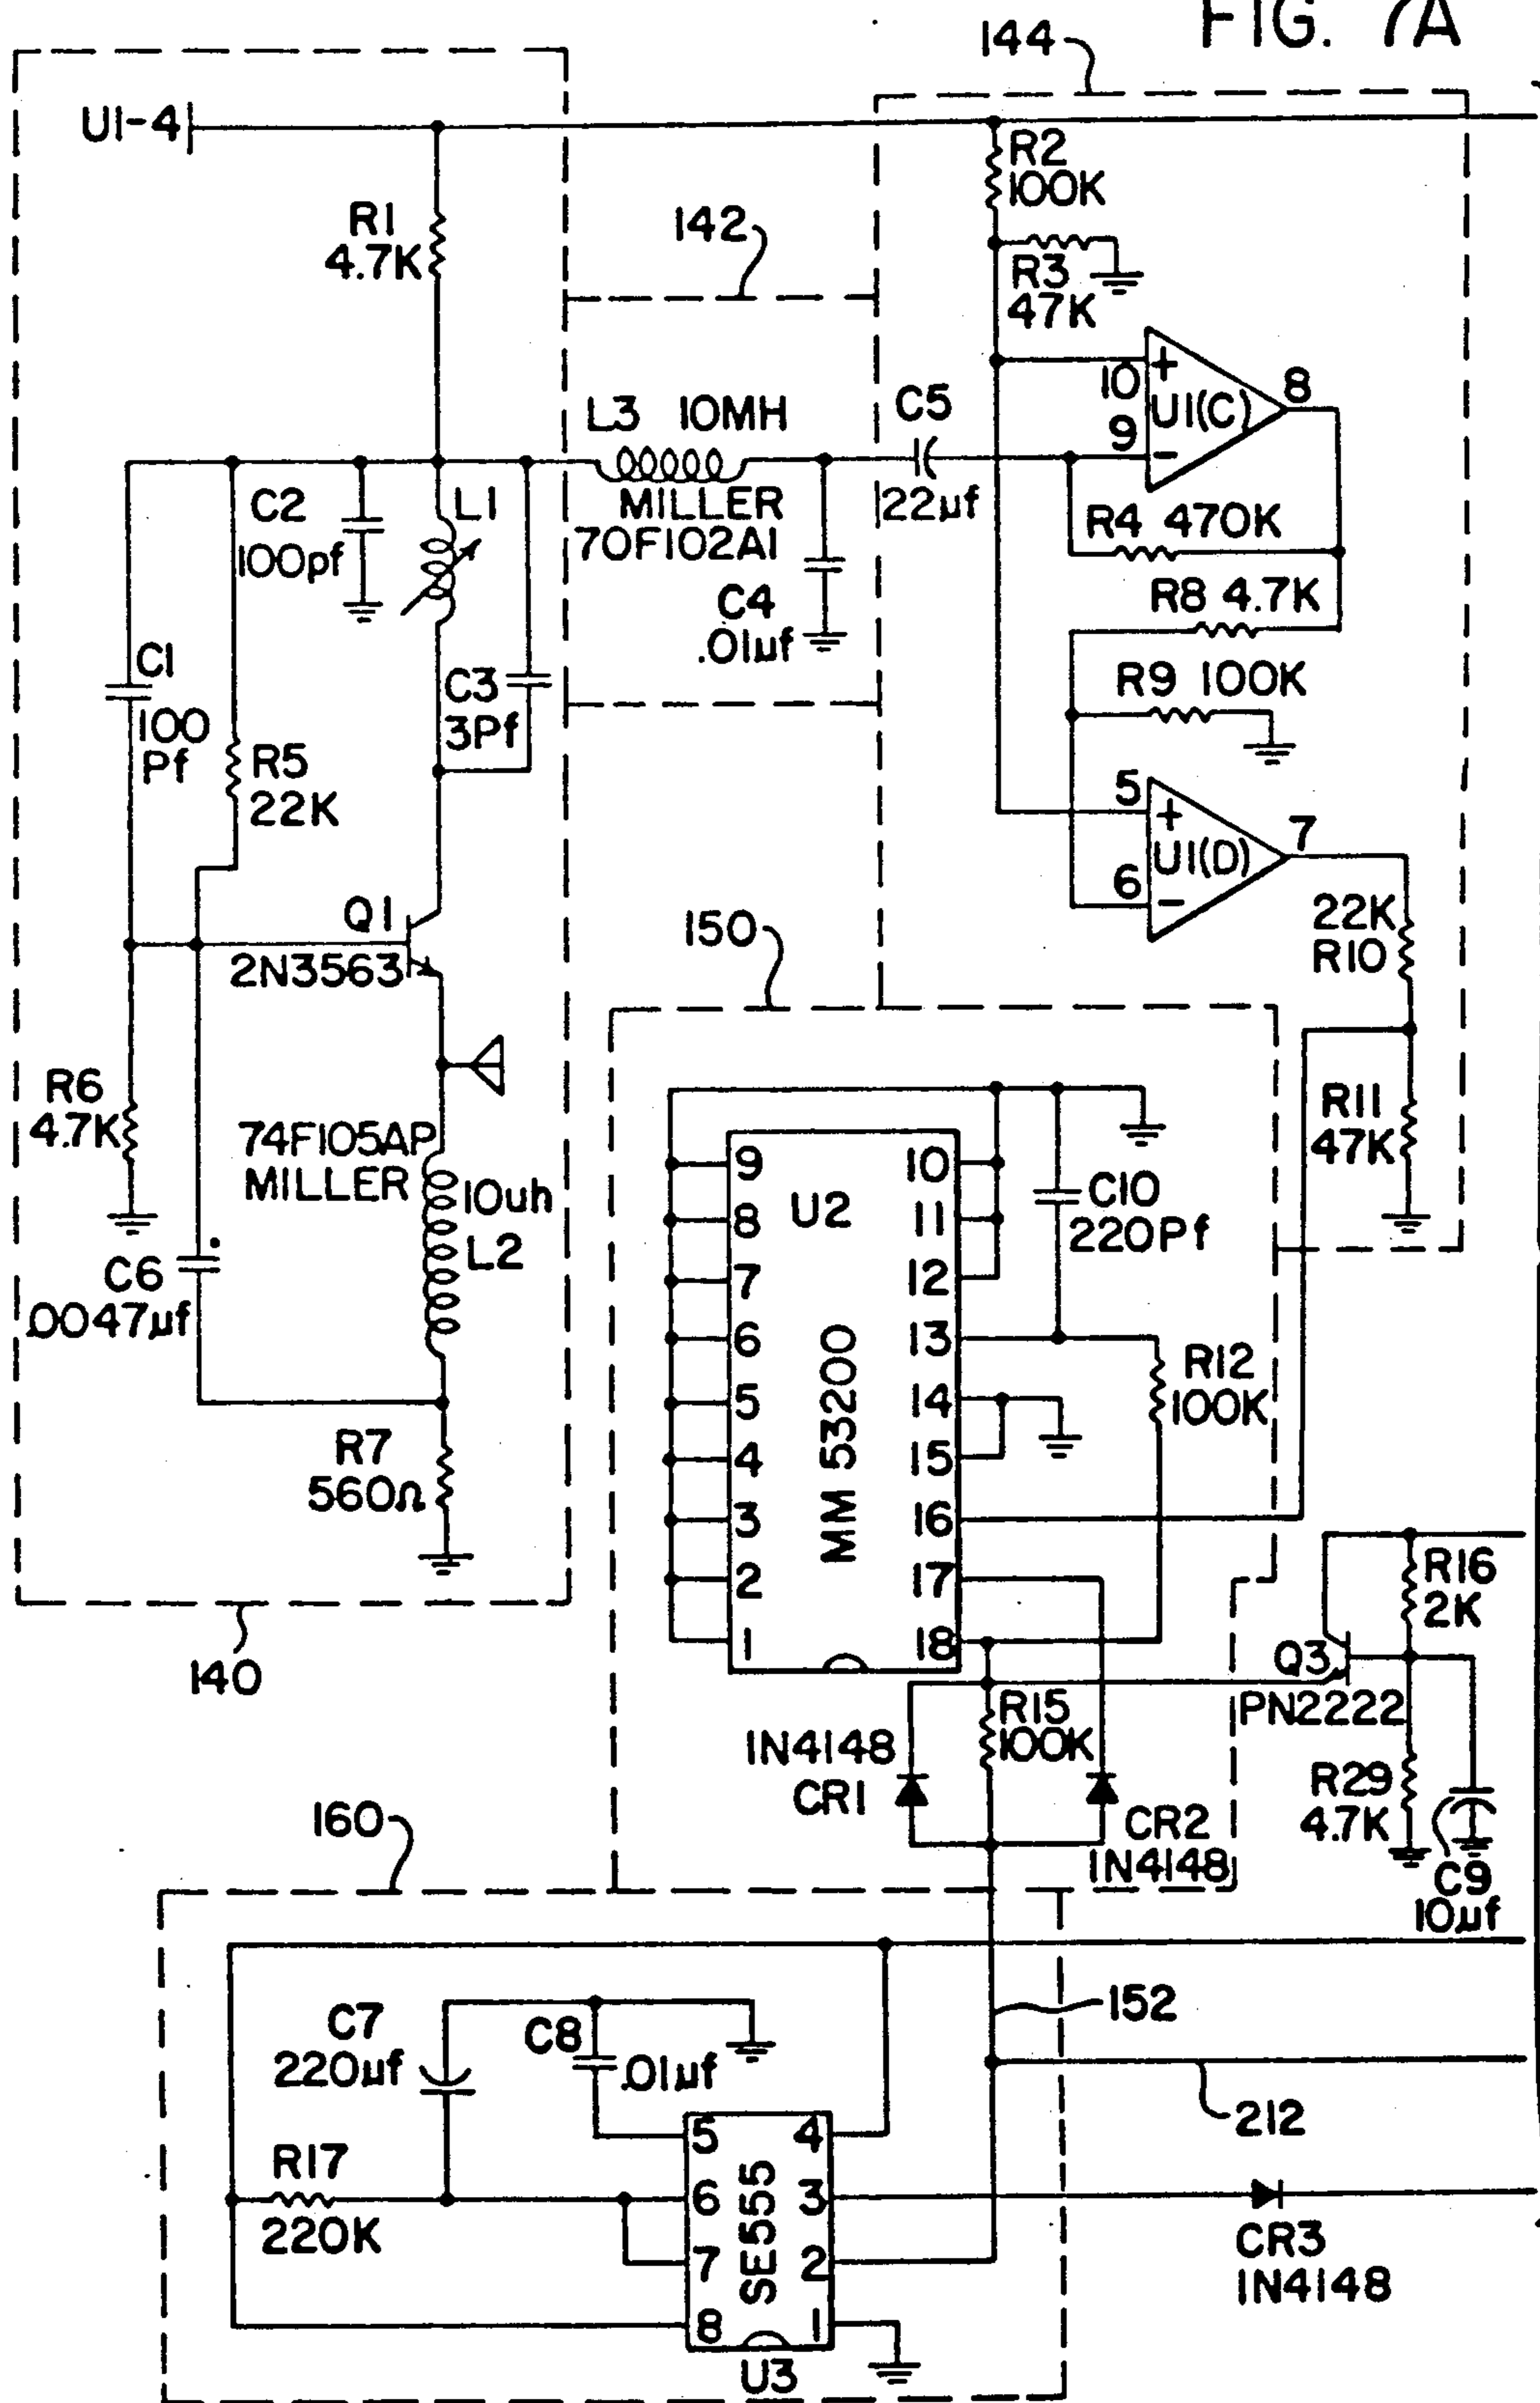 FIG. 7A
144
U1-4
R2
100K
R1
4.7K
142
R3
47K
10
+
U1(C)
8
9
-
L3 10MH
MILLER
70F102A1
C5
22µf
R4 470K
R8 4.7K
C2
100pf
L1
C4
.01µf
R9 100K
C1
100
Pf
C3
3Pf
R5
22K
5
+
U1(D)
7
6
-
22K
R10
Q1
2N3563
150
R6
4.7K
74F105AP
MILLER
10uh
L2
R11
47K
9
8
7
6
5
4
3
2
1
U2
MM 53200
10
11
12
13
14
15
16
17
18
C10
220Pf
C6
.0047µf
R12
100K
R7
560Ω
140
R16
2K
Q3
PN2222
R15
100K
1N4148
CR1
CR2
1N4148
R29
4.7K
C9
10µf
160
C7
220µf
C8
.01µf
152
212
R17
220K
5
6
7
8
SE555
4
3
2
1
U3
CR3
1N4148